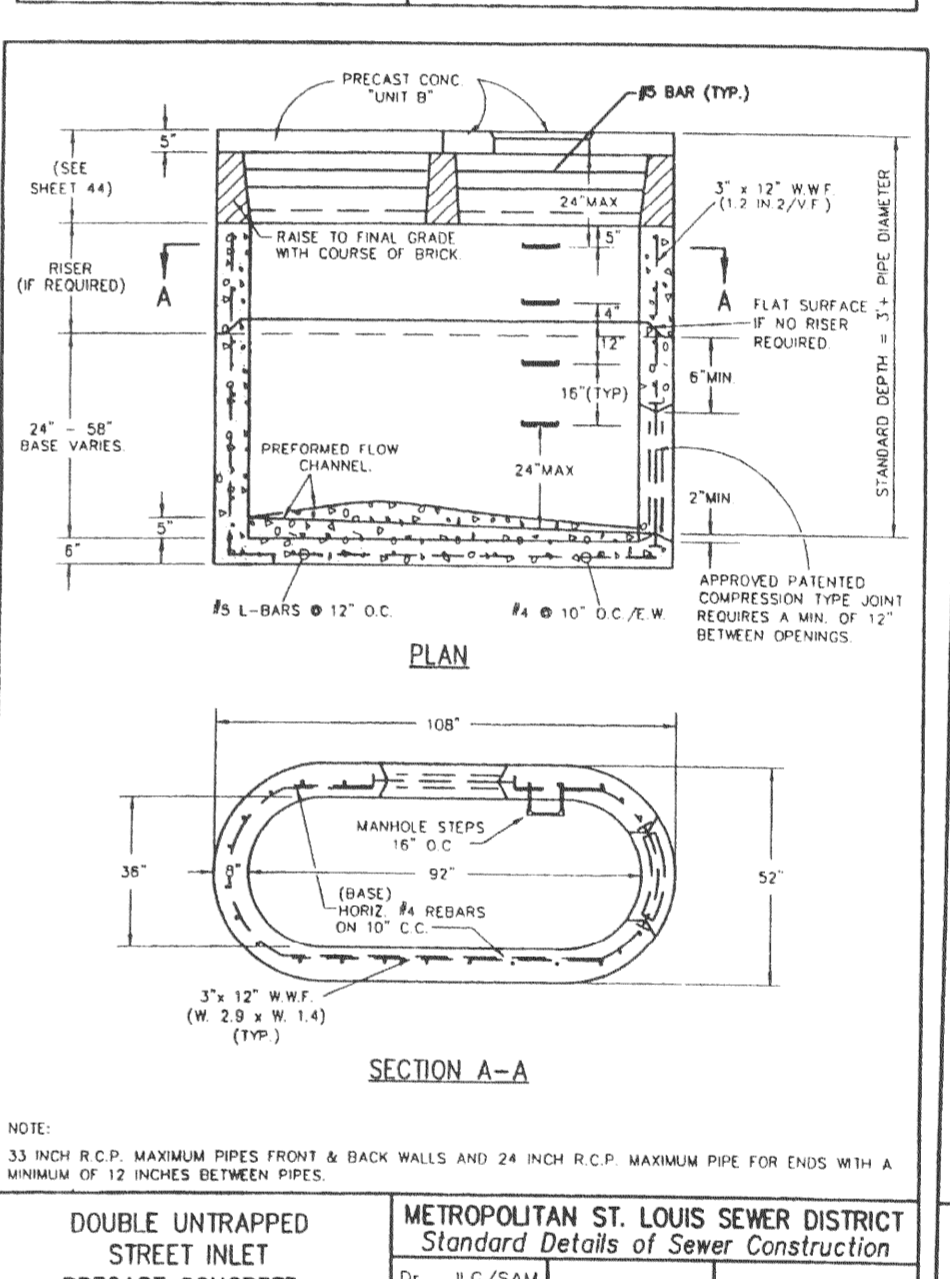 PRECAST CONC.
"UNIT B"
#5 BAR (TYP.)
5"
(SEE
SHEET 44)
24"MAX
3" x 12" W.W.F.
(1.2 IN.2/V.F.)
RAISE TO FINAL GRADE
WITH COURSE OF BRICK.
5"
RISER
(IF REQUIRED)
A
A
STANDARD DEPTH = 3'+ PIPE DIAMETER
4"
FLAT SURFACE
IF NO RISER
REQUIRED.
12"
6"MIN.
16"(TYP)
24" - 58"
BASE VARIES.
PREFORMED FLOW
CHANNEL.
24"MAX
2"MIN
5"
6"
#5 L-BARS @ 12" O.C.
#4 @ 10" O.C./E.W.
APPROVED PATENTED
COMPRESSION TYPE JOINT
REQUIRES A MIN. OF 12"
BETWEEN OPENINGS.
PLAN
108"
MANHOLE STEPS
16" O.C
36"
8"
92"
52"
(BASE)
HORIZ. #4 REBARS
ON 10" C.C.
3"x 12" W.W.F.
(W. 2.9 x W. 1.4)
(TYP.)
SECTION A-A
NOTE:
33 INCH R.C.P. MAXIMUM PIPES FRONT & BACK WALLS AND 24 INCH R.C.P. MAXIMUM PIPE FOR ENDS WITH A
MINIMUM OF 12 INCHES BETWEEN PIPES.
DOUBLE UNTRAPPED
STREET INLET
PRECAST CONCRETE
METROPOLITAN ST. LOUIS SEWER DISTRICT
Standard Details of Sewer Construction
Dr. JLC/SAM